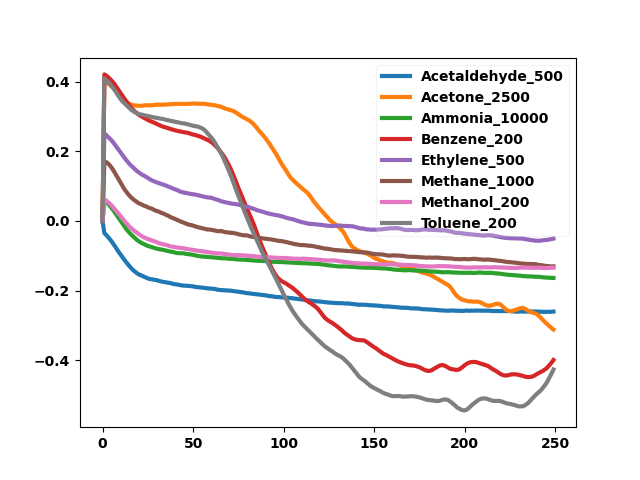 0.4
0.2
0.0
−0.2
−0.4
0
50
100
150
200
250
Acetaldehyde_500
Acetone_2500
Ammonia_10000
Benzene_200
Ethylene_500
Methane_1000
Methanol_200
Toluene_200